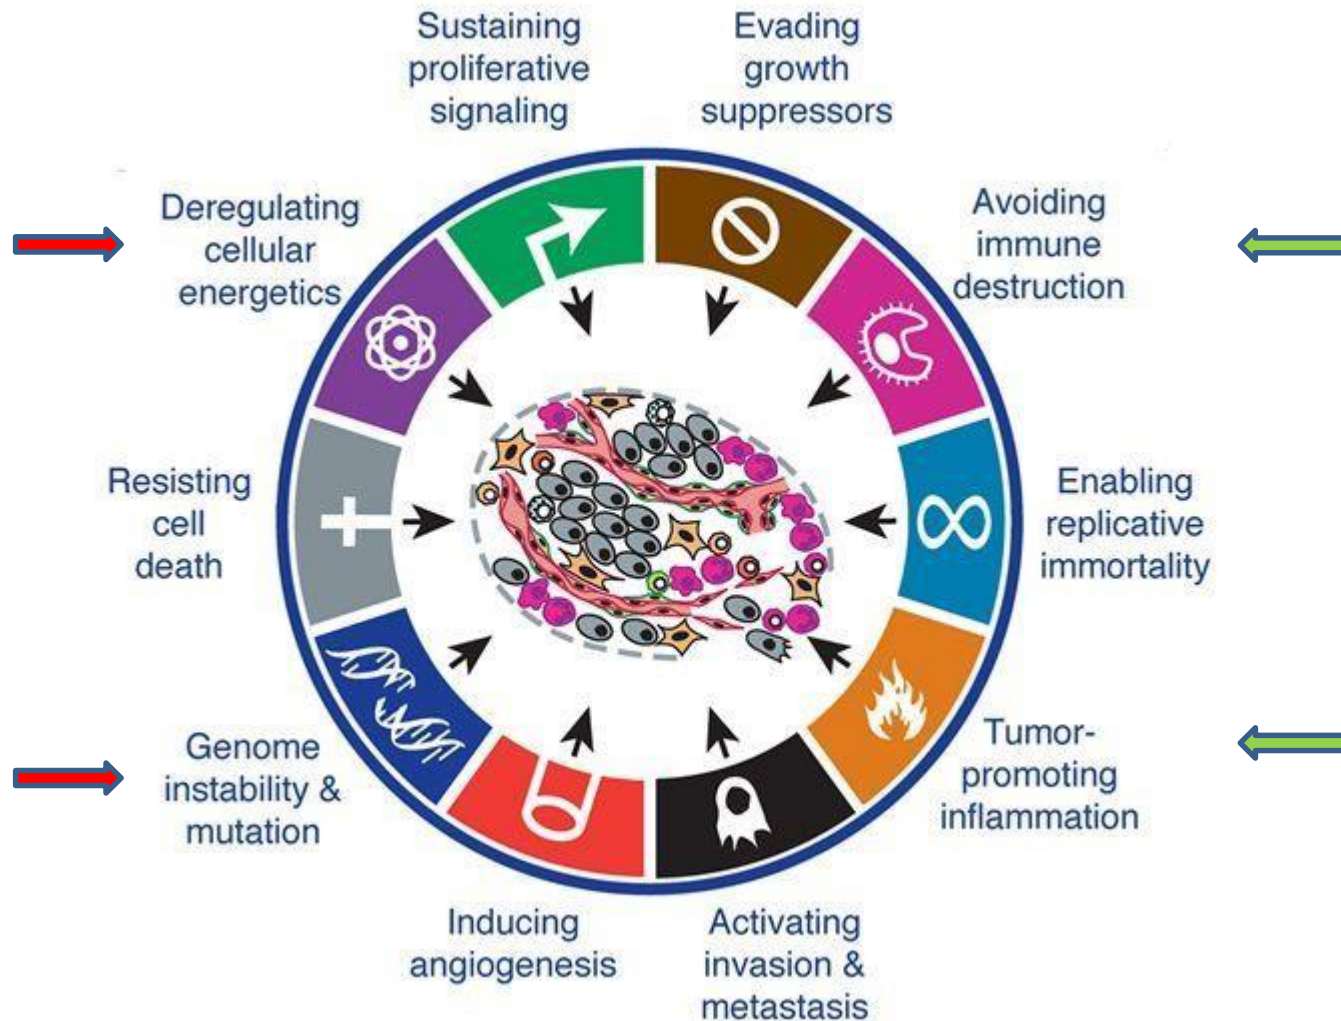 Sustaining
proliferative
signaling
Evading
growth
suppressors
Deregulating
cellular
energetics
Avoiding
immune
destruction
Resisting
cell
death
Enabling
replicative
immortality
Genome
instability &
mutation
Tumor-
promoting
inflammation
Inducing
angiogenesis
Activating
invasion &
metastasis